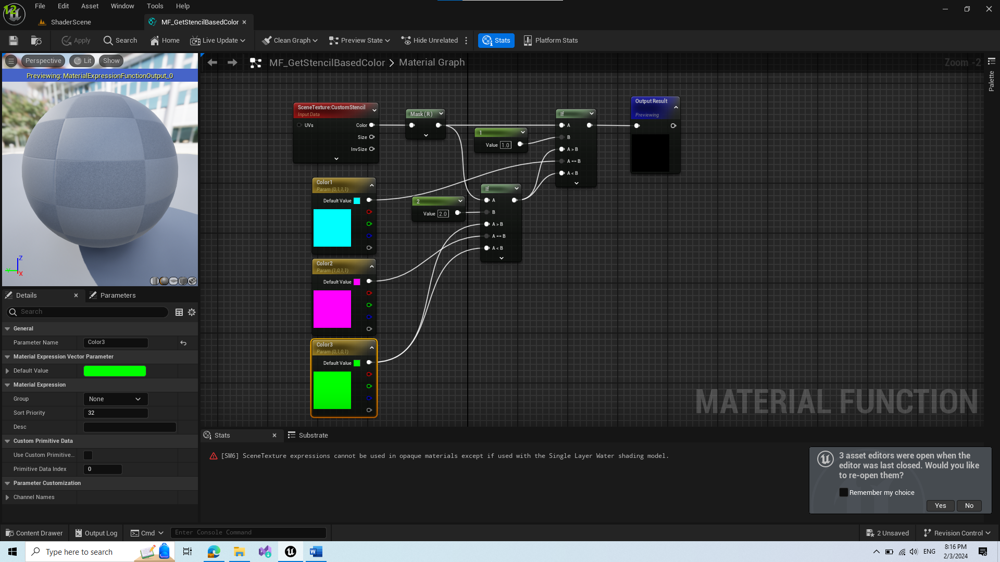 File Edit Asset Window Tools Help
ShaderScene
MF_GetStencilBasedColor
Apply Search Home Live Update Clean Graph Preview State Hide Unrelated Stats Platform Stats
Perspective Lit Show
Previewing: MaterialExpressionFunctionOutput_0
Z
Y
X
MF_GetStencilBasedColor > Material Graph
Zoom -2
Palette
SceneTexture:CustomStencil
Input Data
UVs Color
Size
InvSize
Mask ( R )
1
Value 1.0
If
A
B
A > B
A == B
A < B
Output Result
Previewing
Color1
Param (0,1,1,1)
Default Value
2
Value 2.0
If
A
B
A > B
A == B
A < B
Color2
Param (1,0,1,1)
Default Value
Color3
Param (0,1,0,1)
Default Value
MATERIAL FUNCTION
Details
Parameters
Search
General
Parameter Name Color3
Material Expression Vector Parameter
Default Value
Material Expression
Group None
Sort Priority 32
Desc
Custom Primitive Data
Use Custom Primitive...
Primitive Data Index 0
Parameter Customization
Channel Names
Stats
Substrate
[SM6] SceneTexture expressions cannot be used in opaque materials except if used with the Single Layer Water shading model.
3 asset editors were open when the
editor was last closed. Would you like
to re-open them?
Remember my choice
Yes No
Content Drawer Output Log Cmd Enter Console Command 2 Unsaved Revision Control
Type here to search
ENG
8:16 PM
2/3/2024